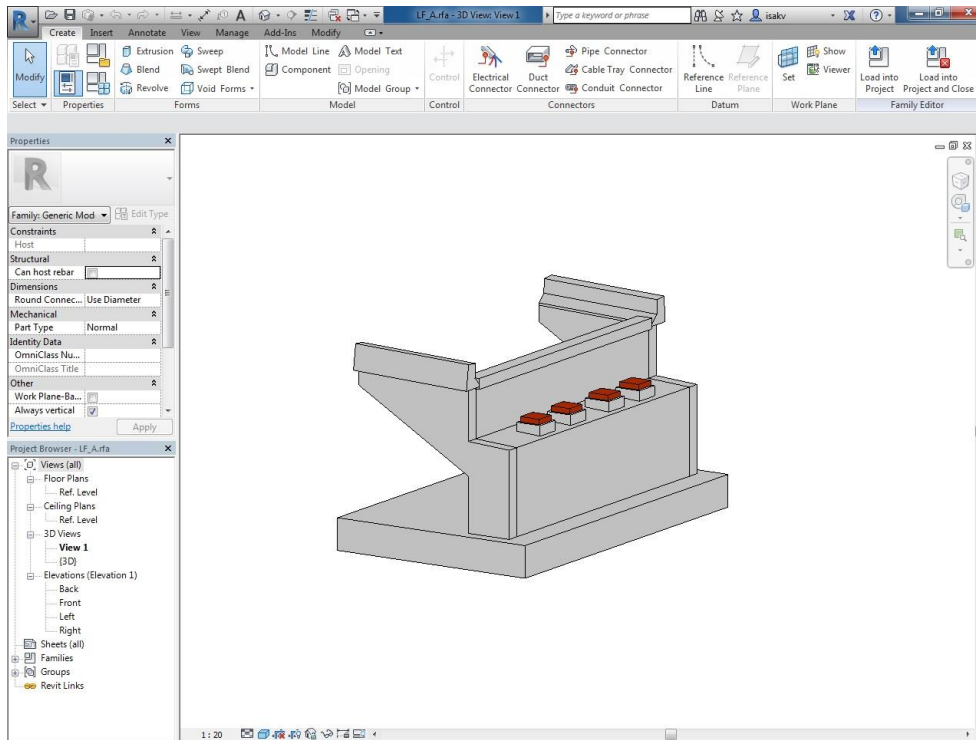 LF_A.rfa - 3D View: View 1
Type a keyword or phrase
isakv
Create Insert Annotate View Manage Add-Ins Modify
Modify
Extrusion
Sweep
Blend
Swept Blend
Revolve
Void Forms
Model Line
Model Text
Component
Opening
Model Group
Control
Electrical Connector
Duct Connector
Pipe Connector
Cable Tray Connector
Conduit Connector
Reference Line
Reference Plane
Set
Show
Viewer
Load into Project
Load into Project and Close
Select Properties Forms Model Control Connectors Datum Work Plane Family Editor
Properties
R
Family: Generic Mod
Edit Type
Constraints
Host
Structural
Can host rebar
Dimensions
Round Connec... Use Diameter
Mechanical
Part Type Normal
Identity Data
OmniClass Nu...
OmniClass Title
Other
Work Plane-Ba...
Always vertical
Properties help Apply
Project Browser - LF_A.rfa
Views (all)
Floor Plans
Ref. Level
Ceiling Plans
Ref. Level
3D Views
View 1
{3D}
Elevations (Elevation 1)
Back
Front
Left
Right
Sheets (all)
Families
Groups
Revit Links
1 : 20